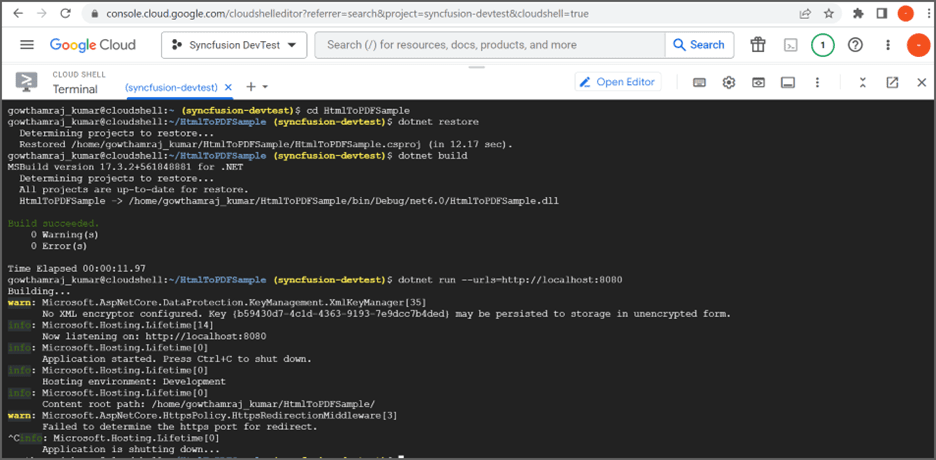 console.cloud.google.com/cloudshelleditor?referrer=search&project=syncfusion-devtest&cloudshell=true
Google Cloud
Syncfusion DevTest
Search (/) for resources, docs, products, and more
Search
1
CLOUD SHELL
Terminal
(syncfusion-devtest)
Open Editor
gowthamraj_kumar@cloudshell:~ (syncfusion-devtest)$ cd HtmlToPDFSample
gowthamraj_kumar@cloudshell:~/HtmlToPDFSample (syncfusion-devtest)$ dotnet restore
Determining projects to restore...
Restored /home/gowthamraj_kumar/HtmlToPDFSample/HtmlToPDFSample.csproj (in 12.17 sec).
gowthamraj_kumar@cloudshell:~/HtmlToPDFSample (syncfusion-devtest)$ dotnet build
MSBuild version 17.3.2+561848881 for .NET
Determining projects to restore...
All projects are up-to-date for restore.
HtmlToPDFSample -> /home/gowthamraj_kumar/HtmlToPDFSample/bin/Debug/net6.0/HtmlToPDFSample.dll
Build succeeded.
0 Warning(s)
0 Error(s)
Time Elapsed 00:00:11.97
gowthamraj_kumar@cloudshell:~/HtmlToPDFSample (syncfusion-devtest)$ dotnet run --urls=http://localhost:8080
Building...
warn: Microsoft.AspNetCore.DataProtection.KeyManagement.XmlKeyManager[35]
No XML encryptor configured. Key {b59430d7-4c1d-4363-9193-7e9dcc7b4ded} may be persisted to storage in unencrypted form.
info: Microsoft.Hosting.Lifetime[14]
Now listening on: http://localhost:8080
info: Microsoft.Hosting.Lifetime[0]
Application started. Press Ctrl+C to shut down.
info: Microsoft.Hosting.Lifetime[0]
Hosting environment: Development
info: Microsoft.Hosting.Lifetime[0]
Content root path: /home/gowthamraj_kumar/HtmlToPDFSample/
warn: Microsoft.AspNetCore.HttpsPolicy.HttpsRedirectionMiddleware[3]
Failed to determine the https port for redirect.
^Cinfo: Microsoft.Hosting.Lifetime[0]
Application is shutting down...